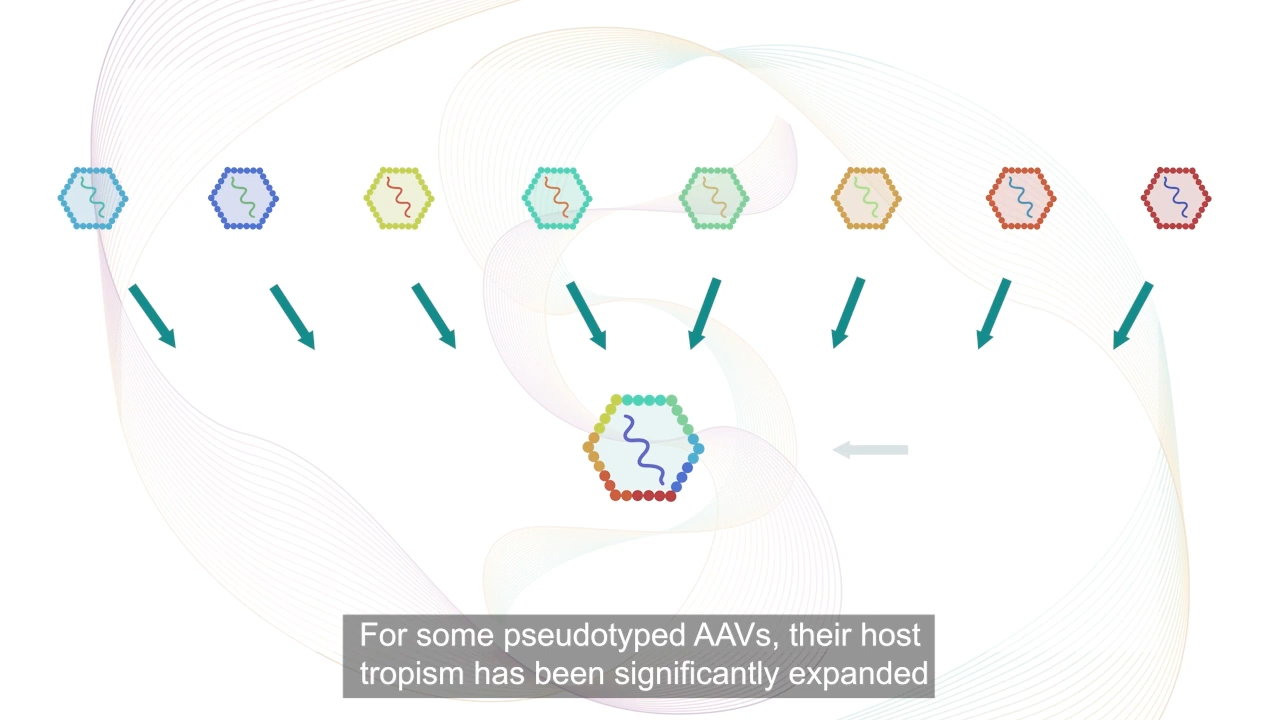 For some pseudotyped AAVs, their host
tropism has been significantly expanded